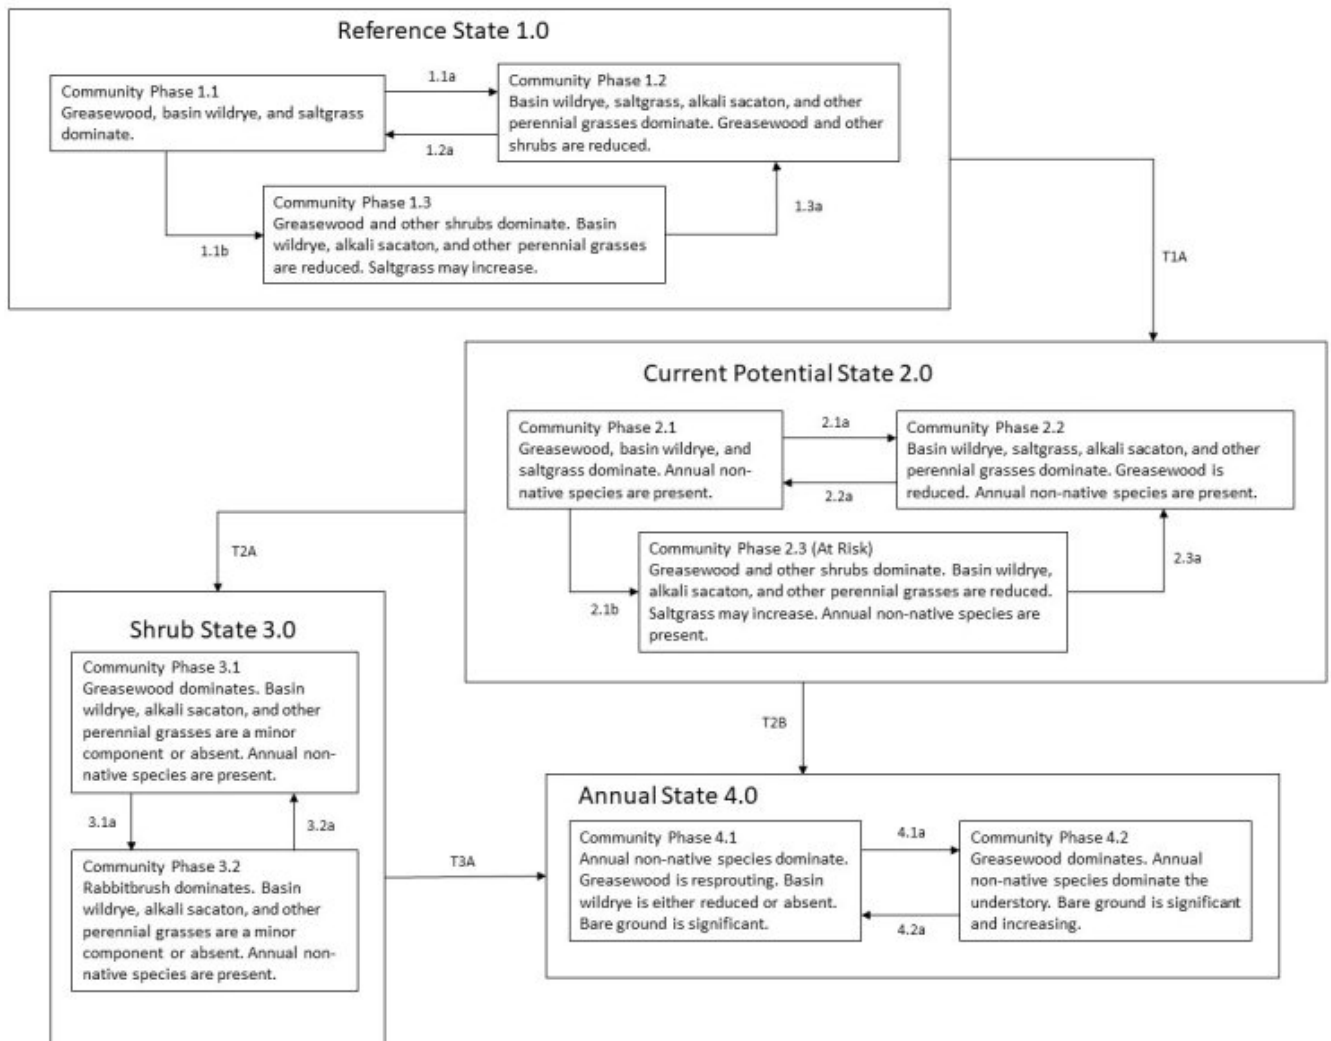 Reference State 1.0
Community Phase 1.1
Greasewood, basin wildrye, and saltgrass
dominate.
1.1a
1.2a
Community Phase 1.2
Basin wildrye, saltgrass, alkali sacaton, and other
perennial grasses dominate. Greasewood and other
shrubs are reduced.
1.1b
Community Phase 1.3
Greasewood and other shrubs dominate. Basin
wildrye, alkali sacaton, and other perennial grasses
are reduced. Saltgrass may increase.
1.3a
T1A
Current Potential State 2.0
Community Phase 2.1
Greasewood, basin wildrye, and
saltgrass dominate. Annual non-
native species are present.
2.1a
2.2a
Community Phase 2.2
Basin wildrye, saltgrass, alkali sacaton, and other
perennial grasses dominate. Greasewood is
reduced. Annual non-native species are present.
2.1b
Community Phase 2.3 (At Risk)
Greasewood and other shrubs dominate. Basin wildrye,
alkali sacaton, and other perennial grasses are reduced.
Saltgrass may increase. Annual non-native species are
present.
2.3a
T2A
T2B
Shrub State 3.0
Community Phase 3.1
Greasewood dominates. Basin
wildrye, alkali sacaton, and other
perennial grasses are a minor
component or absent. Annual non-
native species are present.
3.1a
3.2a
Community Phase 3.2
Rabbitbrush dominates. Basin
wildrye, alkali sacaton, and other
perennial grasses are a minor
component or absent. Annual non-
native species are present.
T3A
Annual State 4.0
Community Phase 4.1
Annual non-native species dominate.
Greasewood is resprouting. Basin
wildrye is either reduced or absent.
Bare ground is significant.
4.1a
4.2a
Community Phase 4.2
Greasewood dominates. Annual
non-native species dominate the
understory. Bare ground is significant
and increasing.